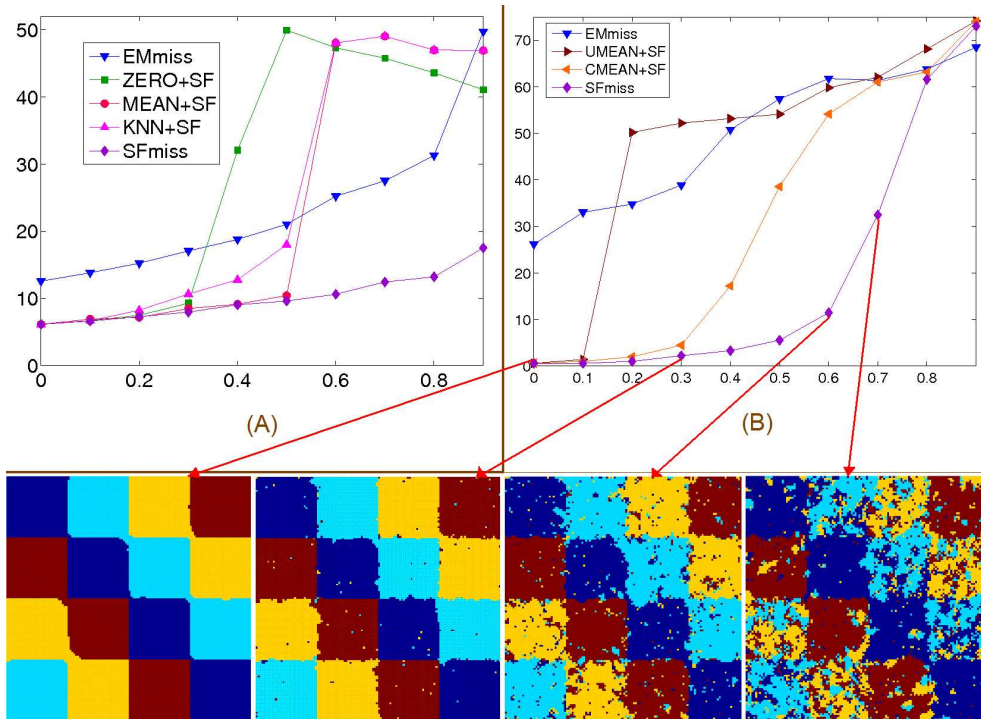 50
40
30
20
10
0
EMmiss
ZERO+SF
MEAN+SF
KNN+SF
SFmiss
0 0.2 0.4 0.6 0.8
(A)
70
60
50
40
30
20
10
0
EMmiss
UMEAN+SF
CMEAN+SF
SFmiss
0 0.1 0.2 0.3 0.4 0.5 0.6 0.7 0.8
(B)